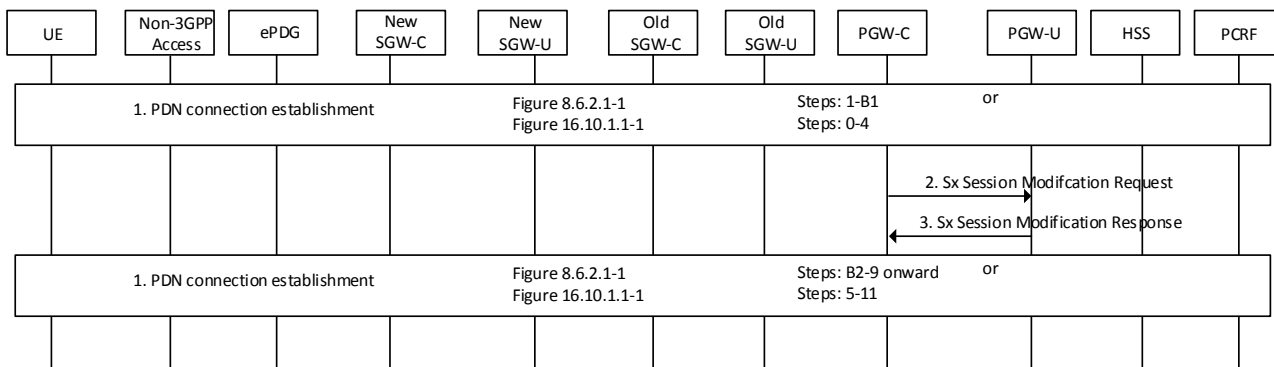 UE
Non-3GPP
Access
ePDG
New
SGW-C
New
SGW-U
Old
SGW-C
Old
SGW-U
PGW-C
PGW-U
HSS
PCRF
1. PDN connection establishment
Figure 8.6.2.1-1
Steps: 1-B1
or
Figure 16.10.1.1-1
Steps: 0-4
2. Sx Session Modifcation Request
3. Sx Session Modification Response
1. PDN connection establishment
Figure 8.6.2.1-1
Steps: B2-9 onward
or
Figure 16.10.1.1-1
Steps: 5-11